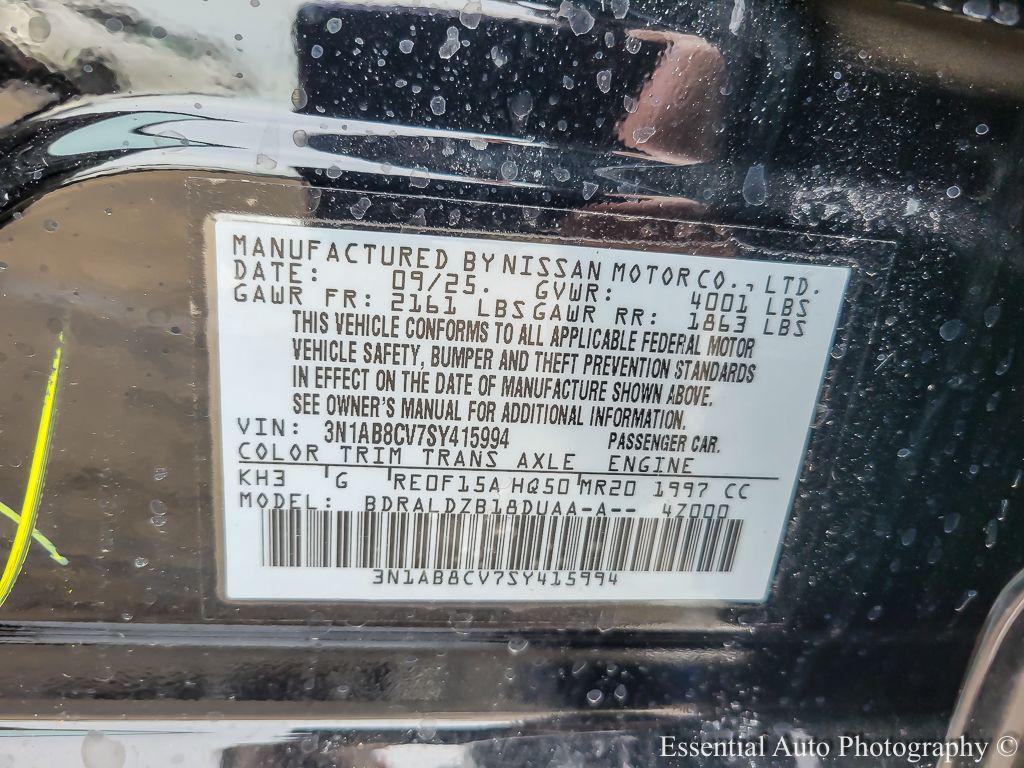 MANUFACTURED BY NISSAN MOTOR CO., LTD.
DATE: 09/25. GVWR: 4001 LBS
GAWR FR: 2161 LBS GAWR RR: 1863 LBS
THIS VEHICLE CONFORMS TO ALL APPLICABLE FEDERAL MOTOR
VEHICLE SAFETY, BUMPER AND THEFT PREVENTION STANDARDS
IN EFFECT ON THE DATE OF MANUFACTURE SHOWN ABOVE.
SEE OWNER'S MANUAL FOR ADDITIONAL INFORMATION.
VIN: 3N1AB8CV7SY415994 PASSENGER CAR.
COLOR TRIM TRANS AXLE ENGINE
KH3 G RE0F15A HQ50 MR20 1997 CC
MODEL: BDRALDZB18DUAA-A-- 4Z000
3N1AB8CV7SY415994
Essential Auto Photography ©